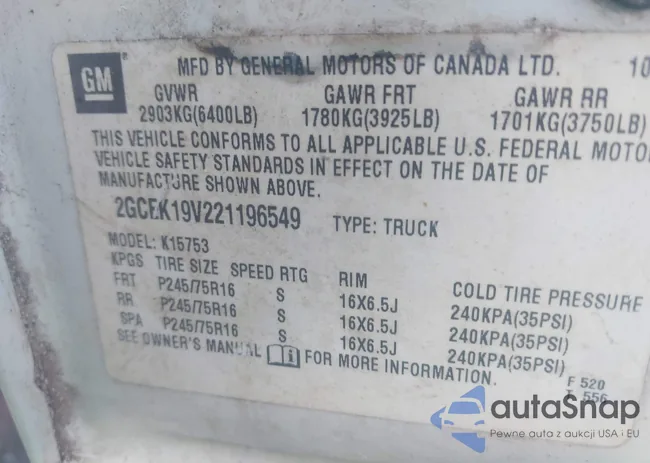 GM
MFD BY GENERAL MOTORS OF CANADA LTD. 10
GVWR GAWR FRT GAWR RR
2903KG(6400LB) 1780KG(3925LB) 1701KG(3750LB)
THIS VEHICLE CONFORMS TO ALL APPLICABLE U.S. FEDERAL MOTO
VEHICLE SAFETY STANDARDS IN EFFECT ON THE DATE OF
MANUFACTURE SHOWN ABOVE.
2GCEK19V221196549 TYPE: TRUCK
MODEL: K15753
KPGS TIRE SIZE SPEED RTG RIM COLD TIRE PRESSURE
FRT P245/75R16 S 16X6.5J 240KPA(35PSI)
RR P245/75R16 S 16X6.5J 240KPA(35PSI)
SPA P245/75R16 S 16X6.5J 240KPA(35PSI)
SEE OWNER'S MANUAL FOR MORE INFORMATION.
F 520
T 556
autaSnap
Pewne auta z aukcji USA i EU